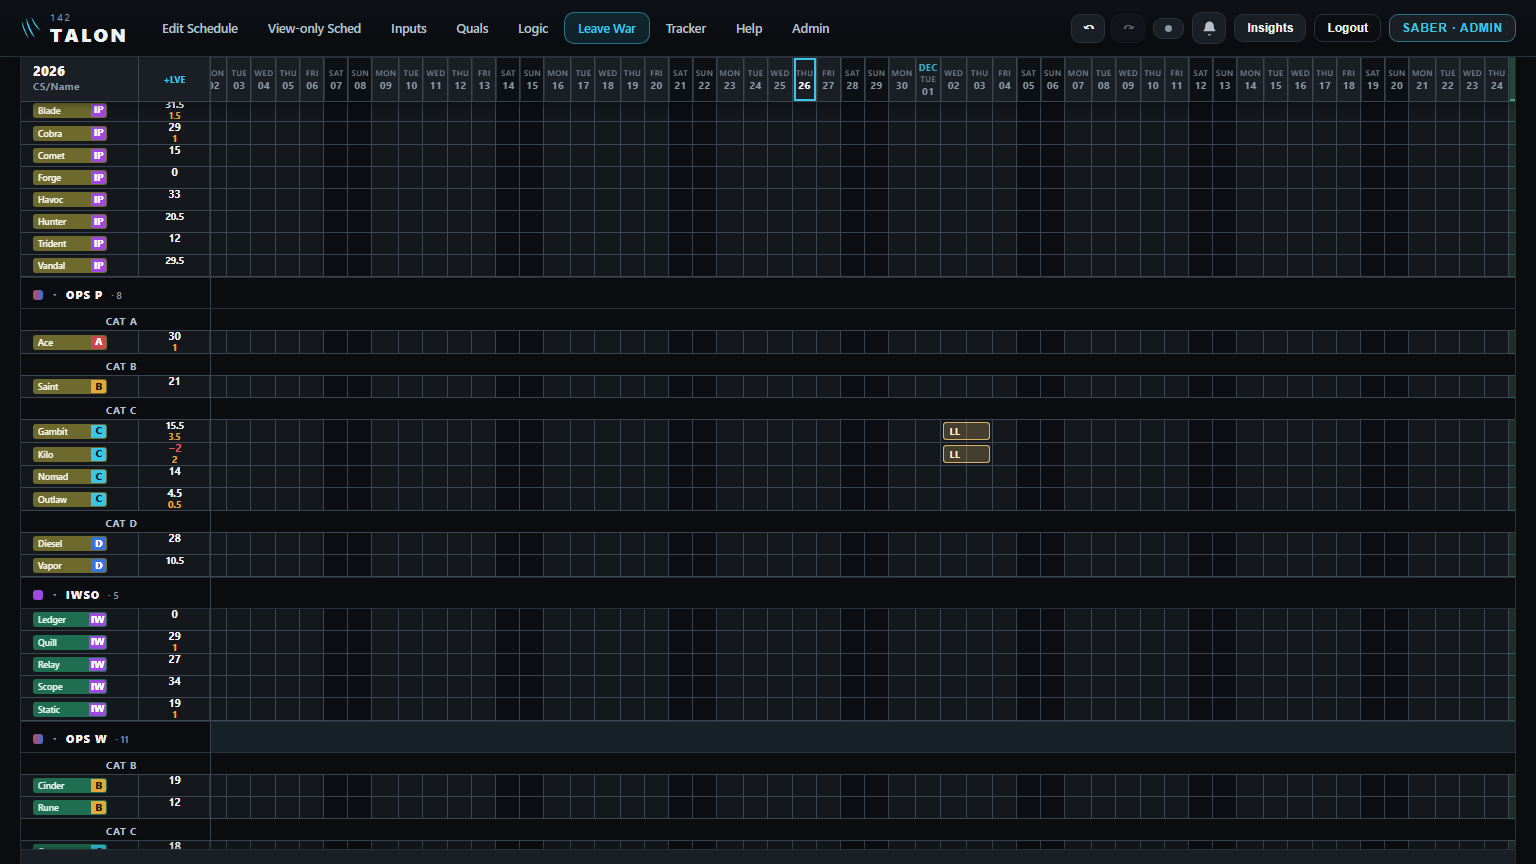 142
TALON
Edit Schedule
View-only Sched
Inputs
Quals
Logic
Leave War
Tracker
Help
Admin
Insights
Logout
SABER · ADMIN
2026
CS/Name
+LVE
TUE 03
WED 04
THU 05
FRI 06
SAT 07
SUN 08
MON 09
TUE 10
WED 11
THU 12
FRI 13
SAT 14
SUN 15
MON 16
TUE 17
WED 18
THU 19
FRI 20
SAT 21
SUN 22
MON 23
TUE 24
WED 25
THU 26
FRI 27
SAT 28
SUN 29
MON 30
DEC TUE 01
WED 02
THU 03
FRI 04
SAT 05
SUN 06
MON 07
TUE 08
WED 09
THU 10
FRI 11
SAT 12
SUN 13
MON 14
TUE 15
WED 16
THU 17
FRI 18
SAT 19
SUN 20
MON 21
TUE 22
WED 23
THU 24
Blade IP 31.5 1.5
Cobra IP 29 1
Comet IP 15
Forge IP 0
Havoc IP 33
Hunter IP 20.5
Trident IP 12
Vandal IP 29.5
OPS P · 8
CAT A
Ace A 30 1
CAT B
Saint B 21
CAT C
Gambit C 15.5 3.5 LL
Kilo C −2 2 LL
Nomad C 14
Outlaw C 4.5 0.5
CAT D
Diesel D 28
Vapor D 10.5
IWSO · 5
Ledger IW 0
Quill IW 29 1
Relay IW 27
Scope IW 34
Static IW 19 1
OPS W · 11
CAT B
Cinder B 19
Rune B 12
CAT C
18